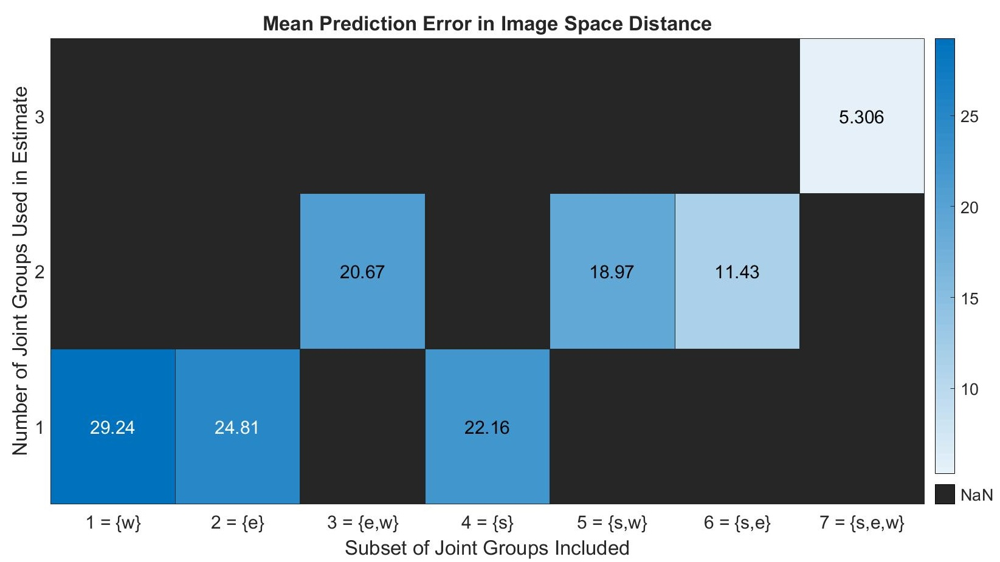 Mean Prediction Error in Image Space Distance
Number of Joint Groups Used in Estimate
3
5.306
2
20.67
18.97
11.43
1
29.24
24.81
22.16
1 = {w}
2 = {e}
3 = {e,w}
4 = {s}
5 = {s,w}
6 = {s,e}
7 = {s,e,w}
Subset of Joint Groups Included
25
20
15
10
NaN